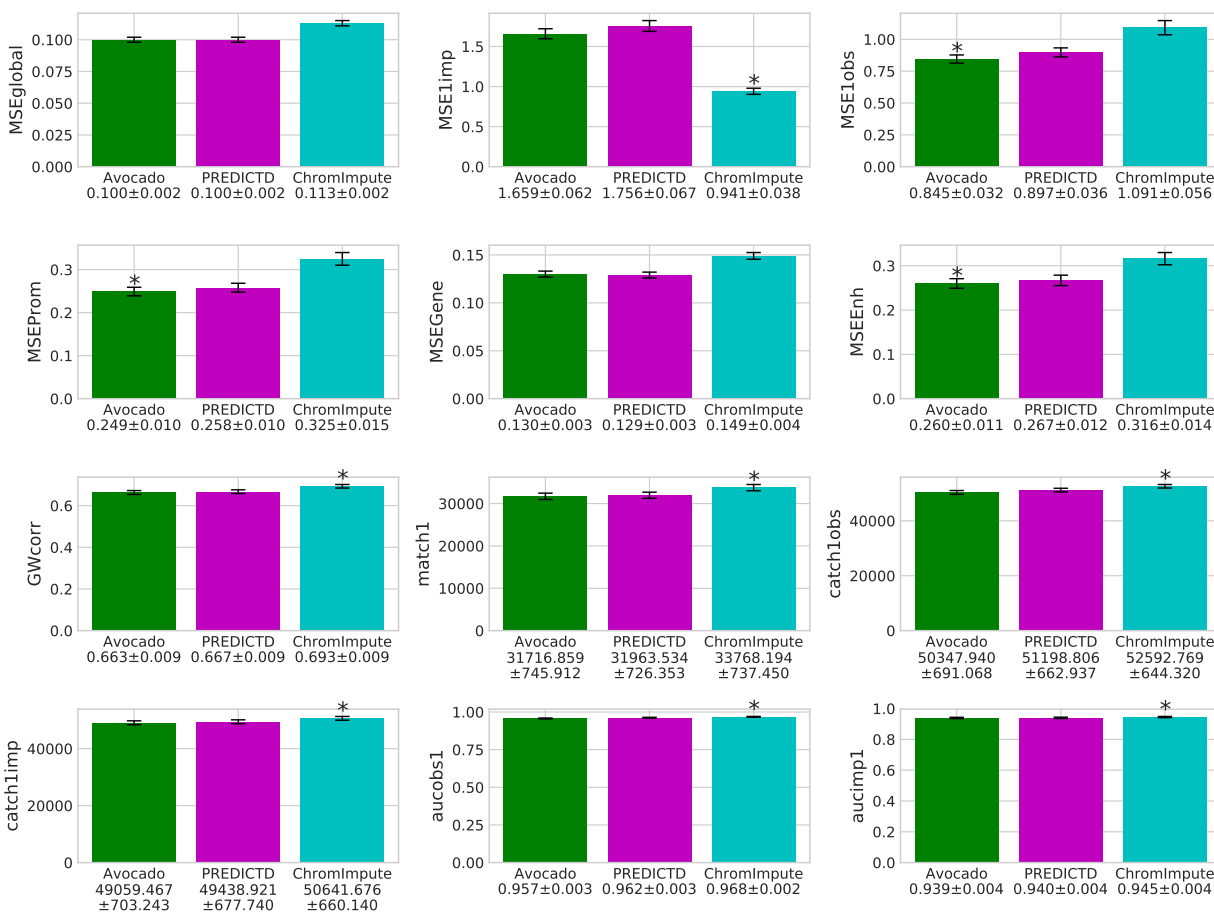 MSEglobal
0.100
0.075
0.050
0.025
0.000
Avocado PREDICTD ChromImpute
0.100±0.002 0.100±0.002 0.113±0.002
MSE1imp
1.5
1.0
0.5
0.0
*
Avocado PREDICTD ChromImpute
1.659±0.062 1.756±0.067 0.941±0.038
MSE1obs
1.00
0.75
0.50
0.25
0.00
*
Avocado PREDICTD ChromImpute
0.845±0.032 0.897±0.036 1.091±0.056
MSEProm
0.3
0.2
0.1
0.0
*
Avocado PREDICTD ChromImpute
0.249±0.010 0.258±0.010 0.325±0.015
MSEGene
0.15
0.10
0.05
0.00
Avocado PREDICTD ChromImpute
0.130±0.003 0.129±0.003 0.149±0.004
MSEEnh
0.3
0.2
0.1
0.0
*
Avocado PREDICTD ChromImpute
0.260±0.011 0.267±0.012 0.316±0.014
GWcorr
0.6
0.4
0.2
0.0
*
Avocado PREDICTD ChromImpute
0.663±0.009 0.667±0.009 0.693±0.009
match1
30000
20000
10000
0
*
Avocado PREDICTD ChromImpute
31716.859 31963.534 33768.194
±745.912 ±726.353 ±737.450
catch1obs
40000
20000
0
*
Avocado PREDICTD ChromImpute
50347.940 51198.806 52592.769
±691.068 ±662.937 ±644.320
catch1imp
40000
20000
0
*
Avocado PREDICTD ChromImpute
49059.467 49438.921 50641.676
±703.243 ±677.740 ±660.140
aucobs1
1.00
0.75
0.50
0.25
0.00
*
Avocado PREDICTD ChromImpute
0.957±0.003 0.962±0.003 0.968±0.002
aucimp1
1.0
0.8
0.6
0.4
0.2
0.0
*
Avocado PREDICTD ChromImpute
0.939±0.004 0.940±0.004 0.945±0.004